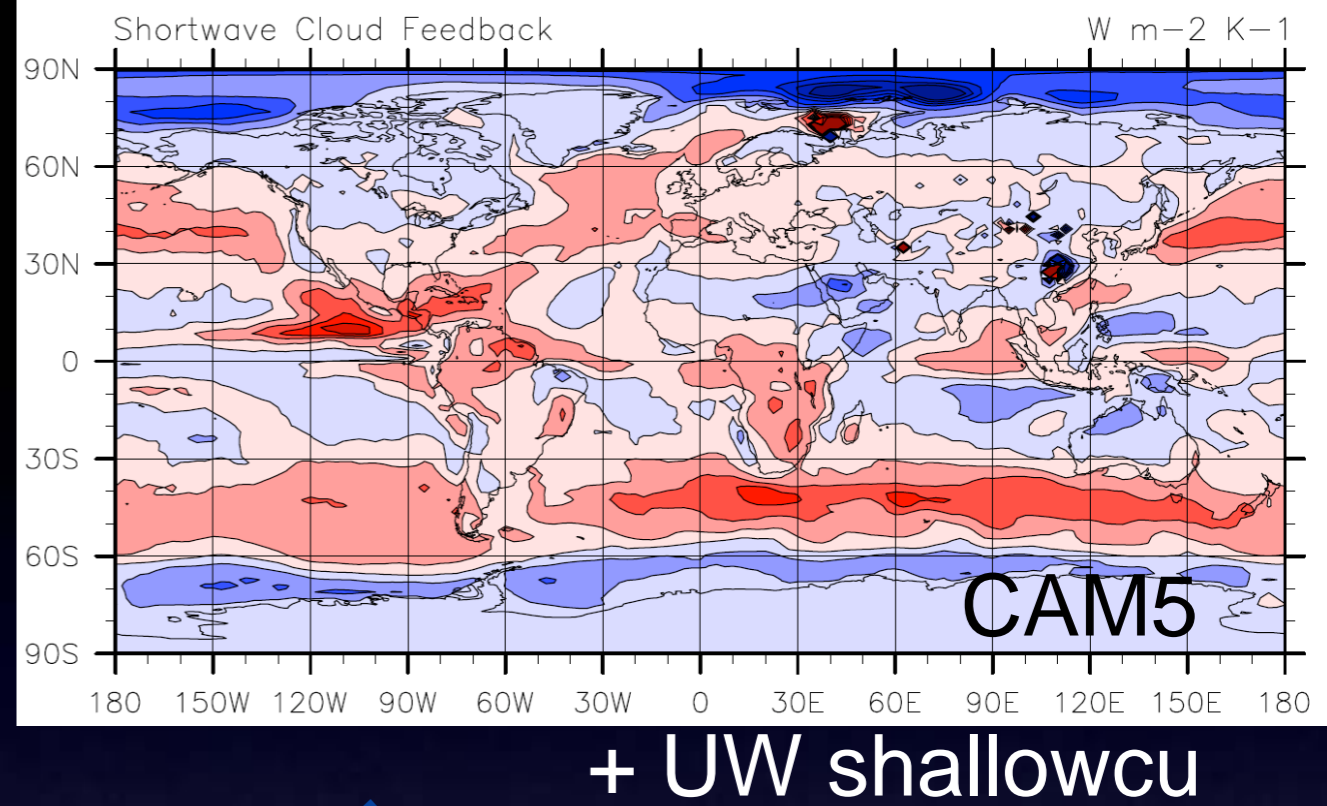 Shortwave Cloud Feedback W m-2 K-1
90N
60N
30N
0
30S
60S
90S
CAM5
180 150W 120W 90W 60W 30W 0 30E 60E 90E 120E 150E 180
+ UW shallowcu